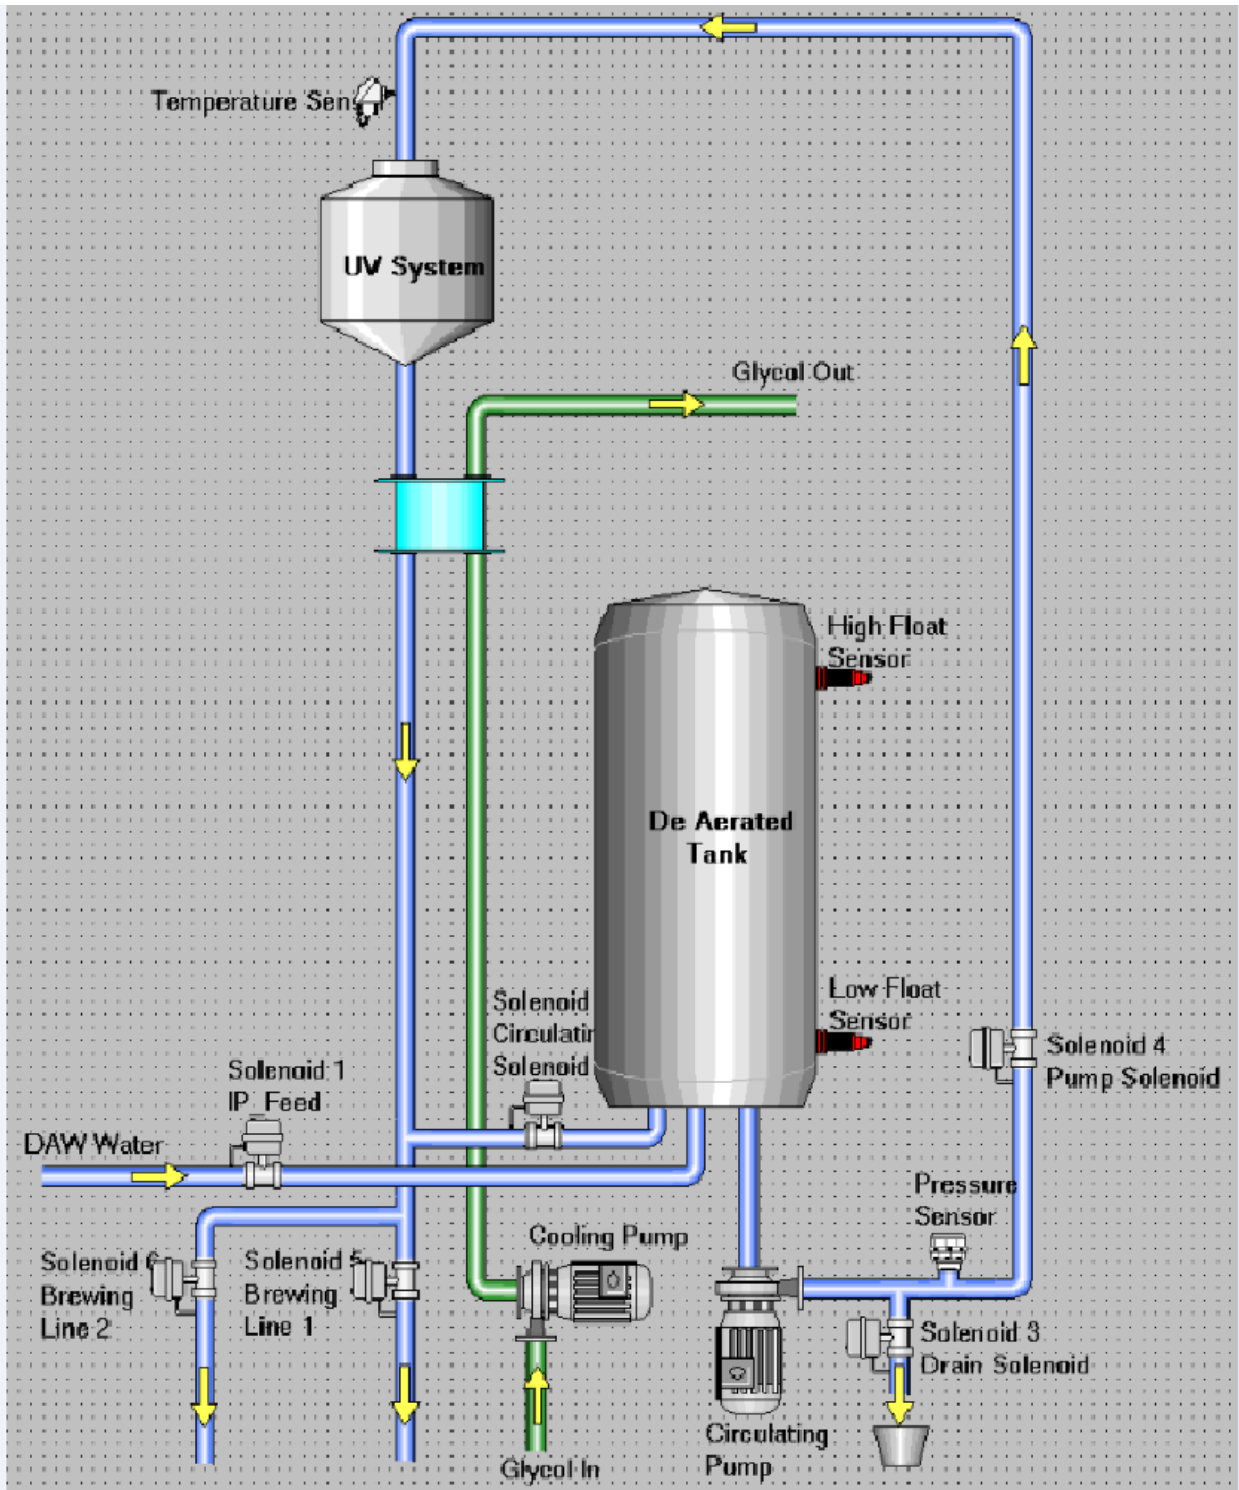 Temperature Sen
UV System
Glycol Out
High Float
Sensor
De Aerated
Tank
Low Float
Sensor
Solenoid
Circulatin
Solenoid
Solenoid 4
Pump Solenoid
Solenoid 1
IP_Feed
DAW Water
Pressure
Sensor
Cooling Pump
Solenoid 6
Brewing
Line 2
Solenoid 5
Brewing
Line 1
Solenoid 3
Drain Solenoid
Circulating
Pump
Glycol In